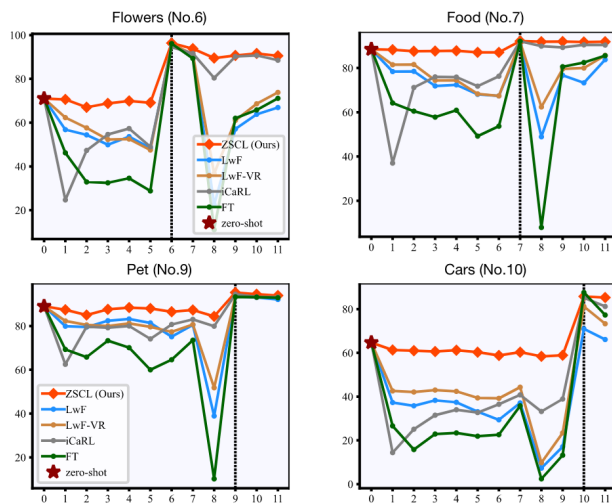 Flowers (No.6)
100
80
60
40
20
0 1 2 3 4 5 6 7 8 9 10 11
ZSCL (Ours)
LwF
LwF-VR
iCaRL
FT
zero-shot
Food (No.7)
80
60
40
20
0 1 2 3 4 5 6 7 8 9 10 11
Pet (No.9)
80
60
40
20
0 1 2 3 4 5 6 7 8 9 10 11
ZSCL (Ours)
LwF
LwF-VR
iCaRL
FT
zero-shot
Cars (No.10)
80
60
40
20
0
0 1 2 3 4 5 6 7 8 9 10 11